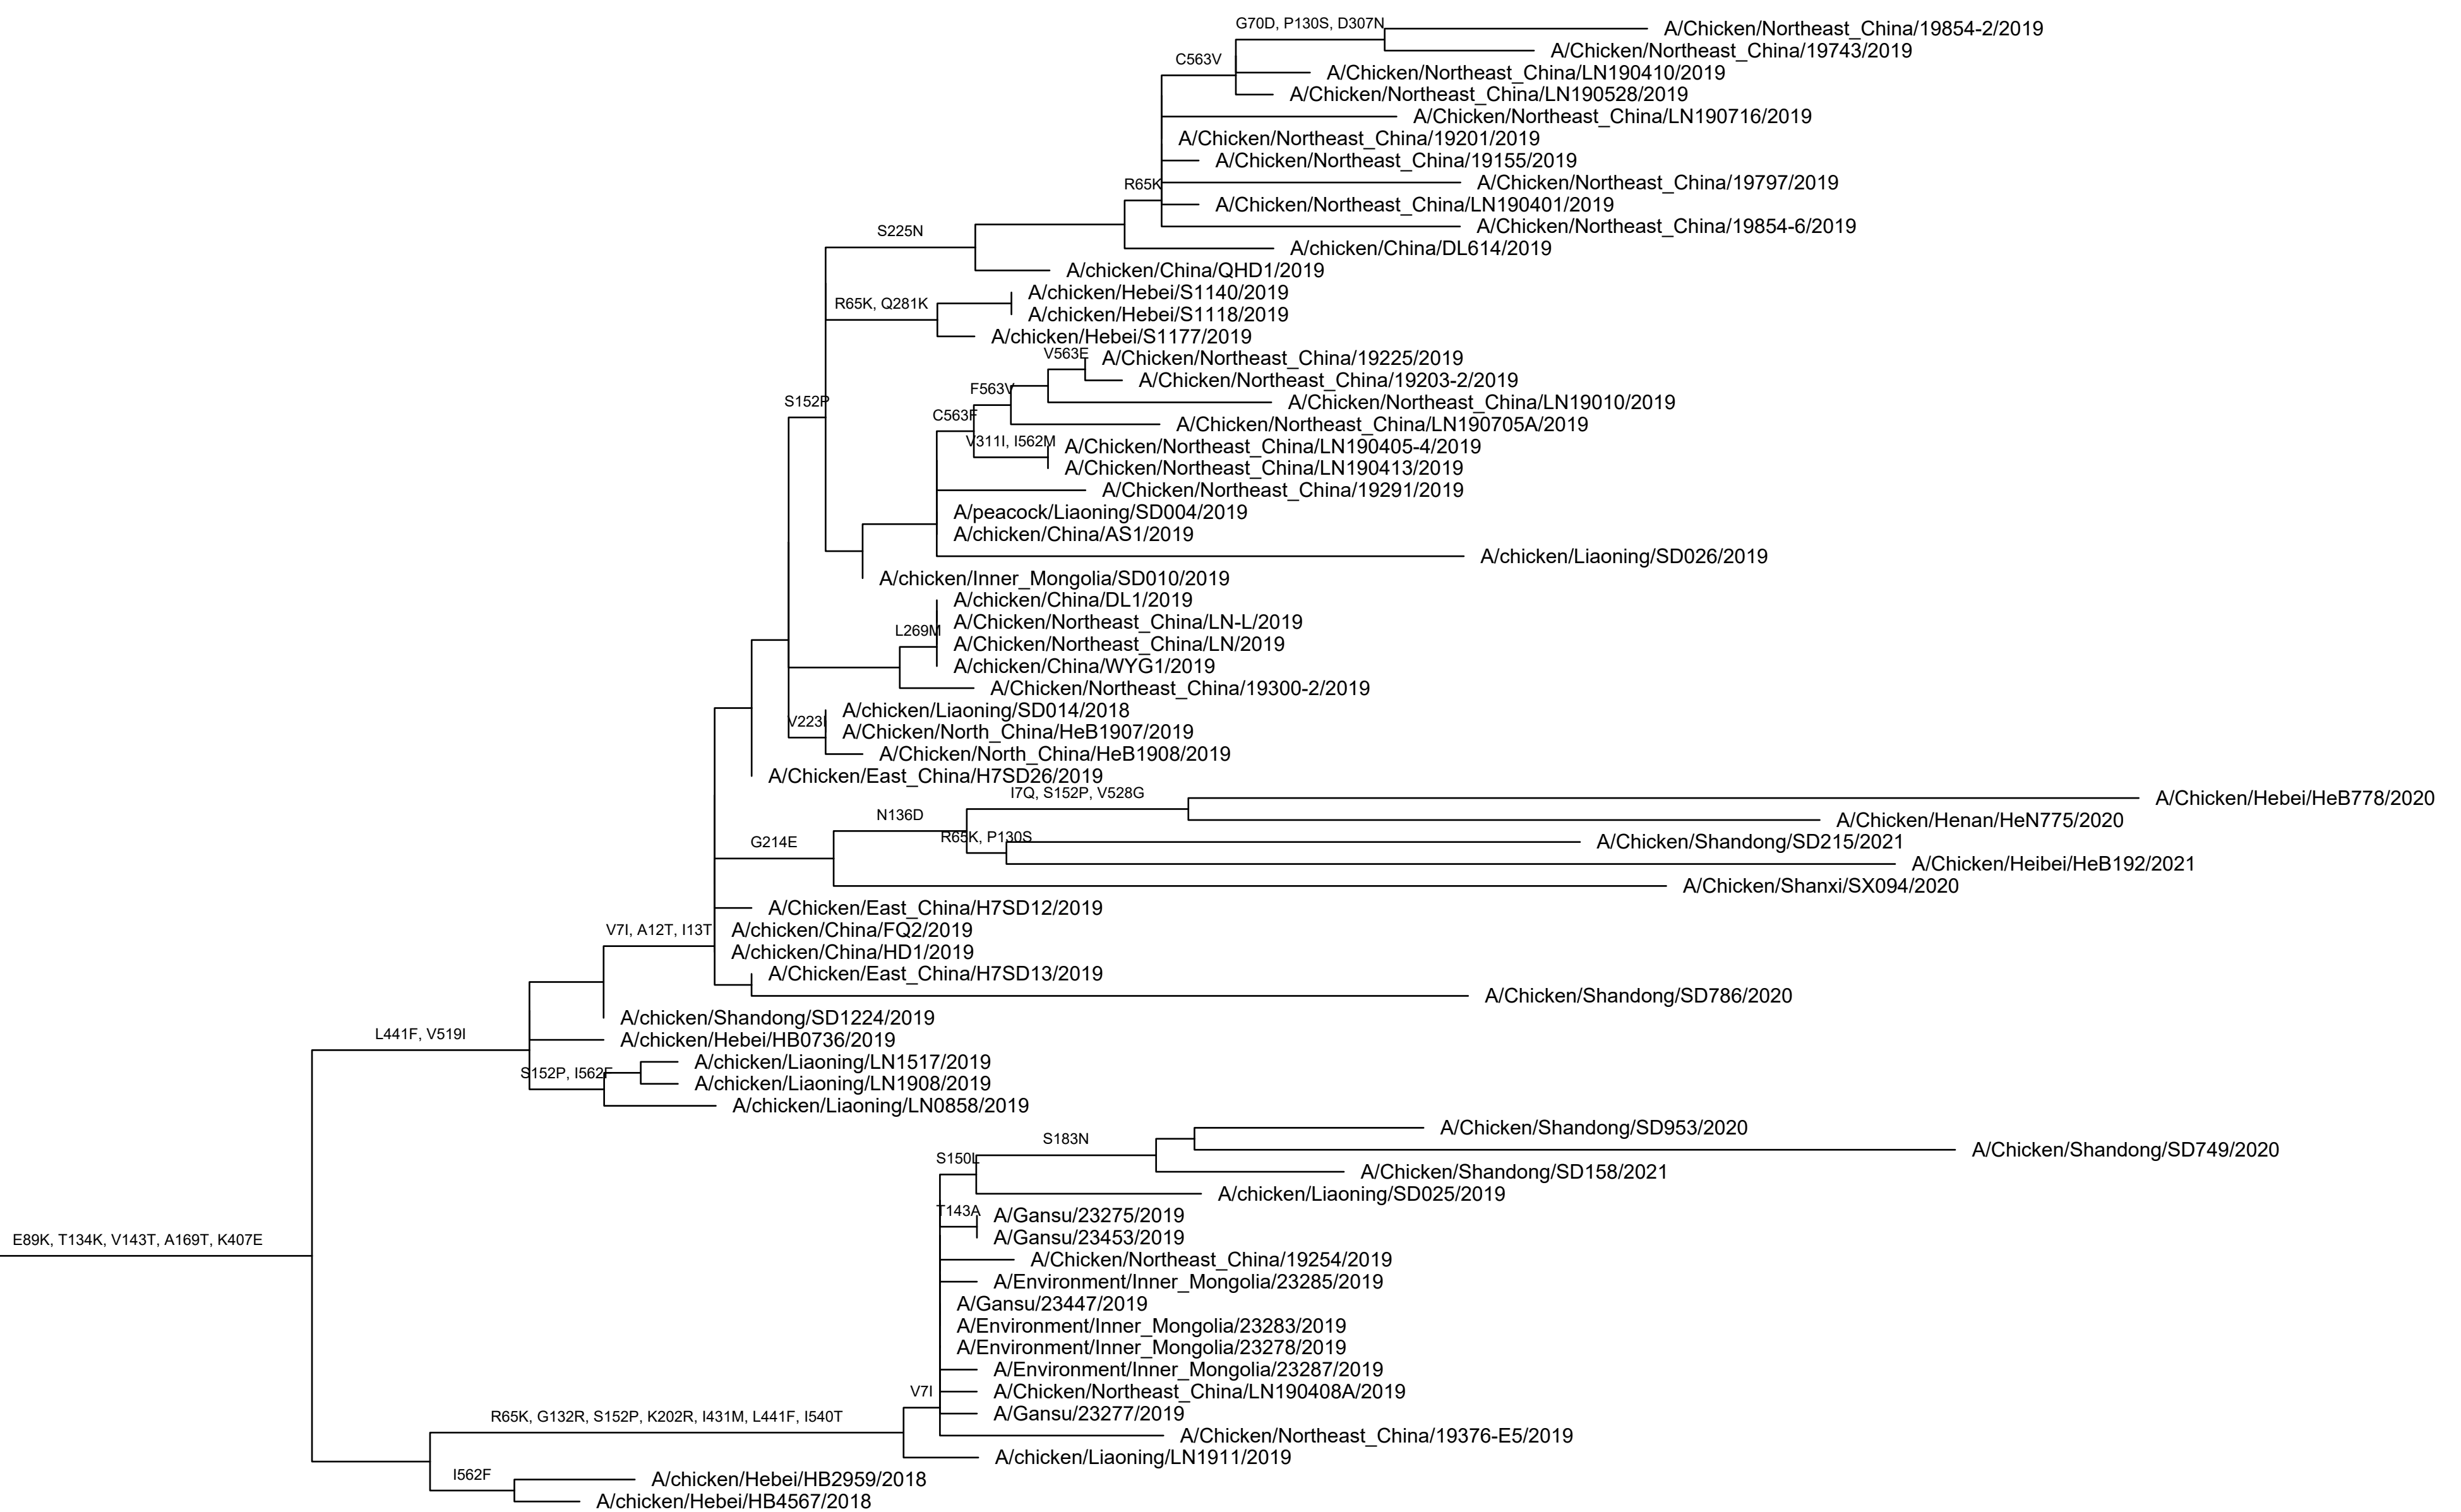 G70D, P130S, D307N
A/Chicken/Northeast_China/19854-2/2019
A/Chicken/Northeast_China/19743/2019
C563V
A/Chicken/Northeast_China/LN190410/2019
A/Chicken/Northeast_China/LN190528/2019
A/Chicken/Northeast_China/LN190716/2019
A/Chicken/Northeast_China/19201/2019
A/Chicken/Northeast_China/19155/2019
R65K
A/Chicken/Northeast_China/19797/2019
A/Chicken/Northeast_China/LN190401/2019
A/Chicken/Northeast_China/19854-6/2019
S225N
A/chicken/China/DL614/2019
A/chicken/China/QHD1/2019
A/chicken/Hebei/S1140/2019
R65K, Q281K
A/chicken/Hebei/S1118/2019
A/chicken/Hebei/S1177/2019
V563E
A/Chicken/Northeast_China/19225/2019
A/Chicken/Northeast_China/19203-2/2019
F563V
S152P
A/Chicken/Northeast_China/LN19010/2019
C563F
A/Chicken/Northeast_China/LN190705A/2019
V311I, I562M
A/Chicken/Northeast_China/LN190405-4/2019
A/Chicken/Northeast_China/LN190413/2019
A/Chicken/Northeast_China/19291/2019
A/peacock/Liaoning/SD004/2019
A/chicken/China/AS1/2019
A/chicken/Liaoning/SD026/2019
A/chicken/Inner_Mongolia/SD010/2019
A/chicken/China/DL1/2019
A/Chicken/Northeast_China/LN-L/2019
L269M
A/Chicken/Northeast_China/LN/2019
A/chicken/China/WYG1/2019
A/Chicken/Northeast_China/19300-2/2019
A/chicken/Liaoning/SD014/2018
V223I
A/Chicken/North_China/HeB1907/2019
A/Chicken/North_China/HeB1908/2019
A/Chicken/East_China/H7SD26/2019
I7Q, S152P, V528G
A/Chicken/Hebei/HeB778/2020
N136D
A/Chicken/Henan/HeN775/2020
R65K, P130S
G214E
A/Chicken/Shandong/SD215/2021
A/Chicken/Heibei/HeB192/2021
A/Chicken/Shanxi/SX094/2020
A/Chicken/East_China/H7SD12/2019
V7I, A12T, I13T
A/chicken/China/FQ2/2019
A/chicken/China/HD1/2019
A/Chicken/East_China/H7SD13/2019
A/Chicken/Shandong/SD786/2020
A/chicken/Shandong/SD1224/2019
L441F, V519I
A/chicken/Hebei/HB0736/2019
A/chicken/Liaoning/LN1517/2019
S152P, I562F
A/chicken/Liaoning/LN1908/2019
A/chicken/Liaoning/LN0858/2019
A/Chicken/Shandong/SD953/2020
S183N
A/Chicken/Shandong/SD749/2020
S150L
A/Chicken/Shandong/SD158/2021
A/chicken/Liaoning/SD025/2019
T143A
A/Gansu/23275/2019
A/Gansu/23453/2019
E89K, T134K, V143T, A169T, K407E
A/Chicken/Northeast_China/19254/2019
A/Environment/Inner_Mongolia/23285/2019
A/Gansu/23447/2019
A/Environment/Inner_Mongolia/23283/2019
A/Environment/Inner_Mongolia/23278/2019
A/Environment/Inner_Mongolia/23287/2019
V7I
A/Chicken/Northeast_China/LN190408A/2019
R65K, G132R, S152P, K202R, I431M, L441F, I540T
A/Gansu/23277/2019
A/Chicken/Northeast_China/19376-E5/2019
A/chicken/Liaoning/LN1911/2019
I562F
A/chicken/Hebei/HB2959/2018
A/chicken/Hebei/HB4567/2018